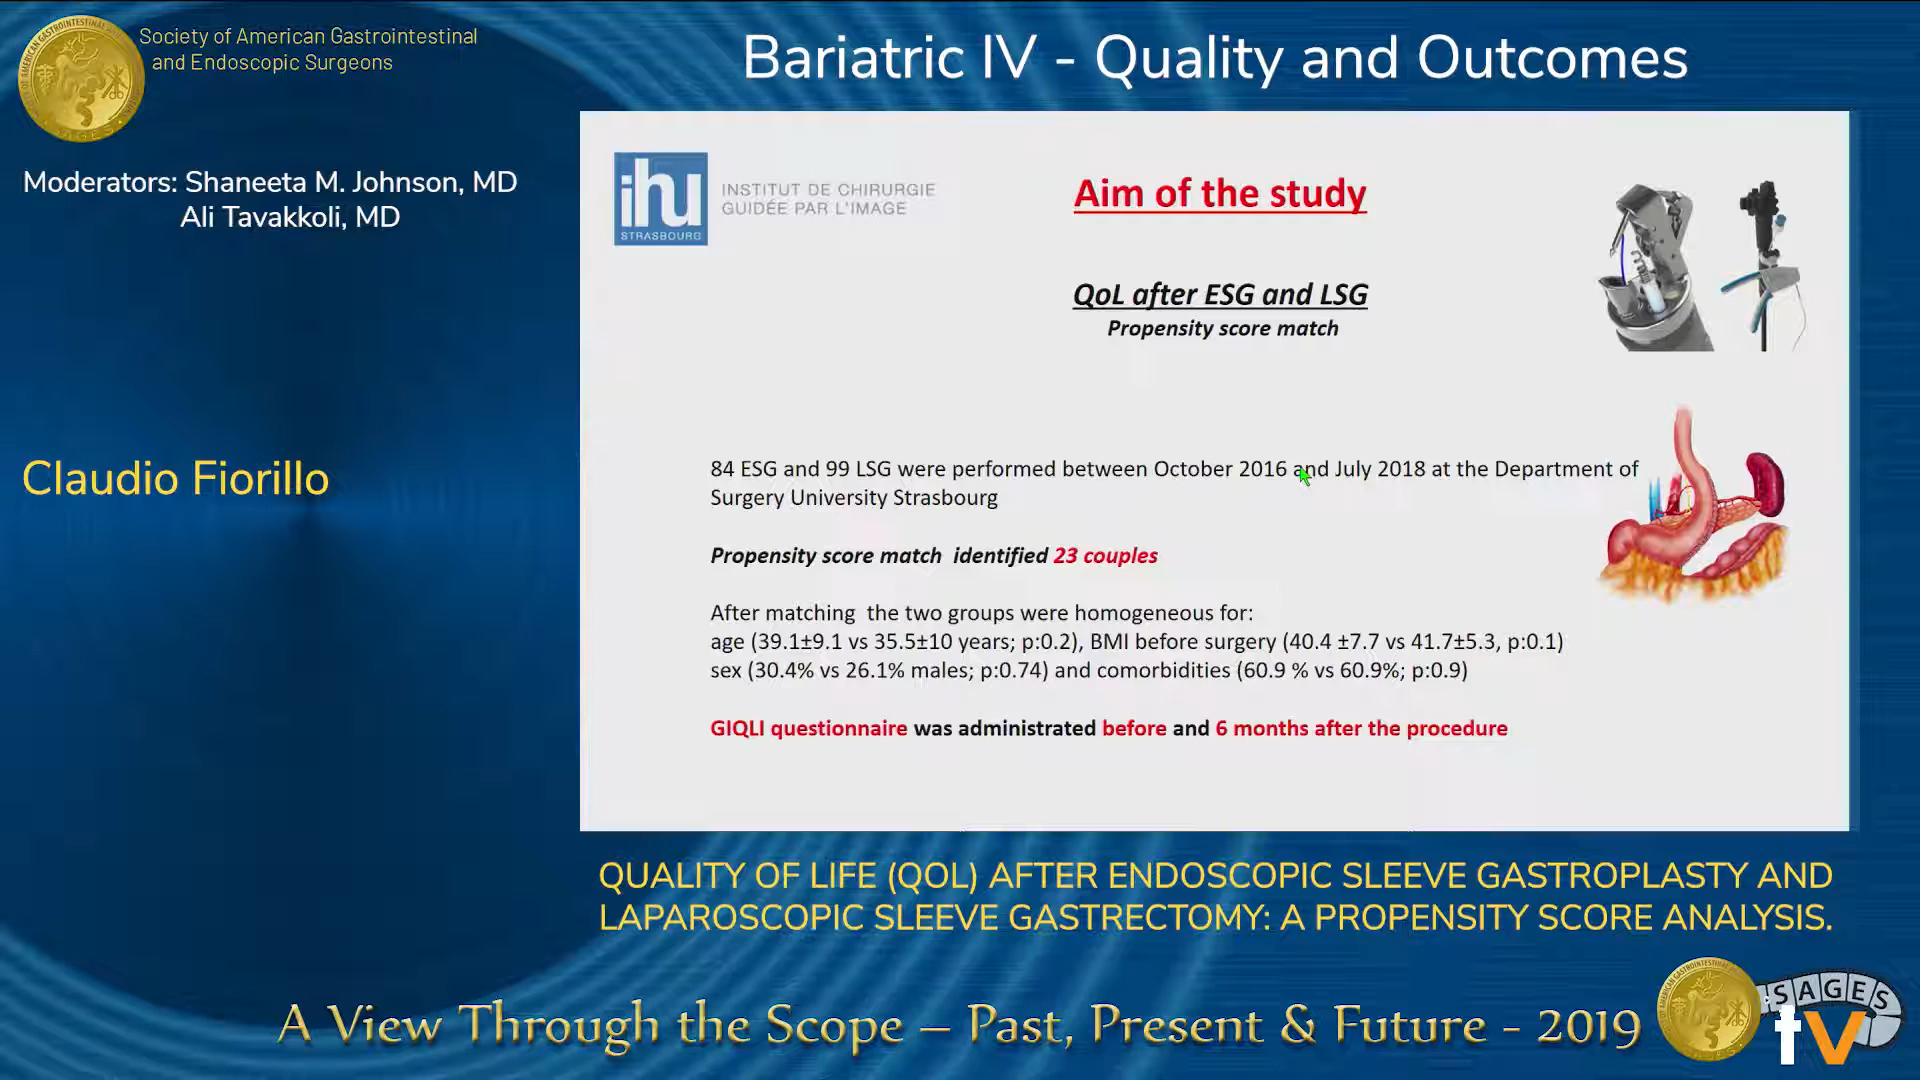 Society of American Gastrointestinal
and Endoscopic Surgeons
Bariatric IV - Quality and Outcomes
Moderators: Shaneeta M. Johnson, MD
Ali Tavakkoli, MD
Claudio Fiorillo
ihu
STRASBOURG
INSTITUT DE CHIRURGIE
GUIDÉE PAR L'IMAGE
Aim of the study
QoL after ESG and LSG
Propensity score match
84 ESG and 99 LSG were performed between October 2016 and July 2018 at the Department of
Surgery University Strasbourg
Propensity score match  identified 23 couples
After matching  the two groups were homogeneous for:
age (39.1±9.1 vs 35.5±10 years; p:0.2), BMI before surgery (40.4 ±7.7 vs 41.7±5.3, p:0.1)
sex (30.4% vs 26.1% males; p:0.74) and comorbidities (60.9 % vs 60.9%; p:0.9)
GIQLI questionnaire was administrated before and 6 months after the procedure
QUALITY OF LIFE (QOL) AFTER ENDOSCOPIC SLEEVE GASTROPLASTY AND
LAPAROSCOPIC SLEEVE GASTRECTOMY: A PROPENSITY SCORE ANALYSIS.
A View Through the Scope – Past, Present & Future - 2019
SAGES
tv